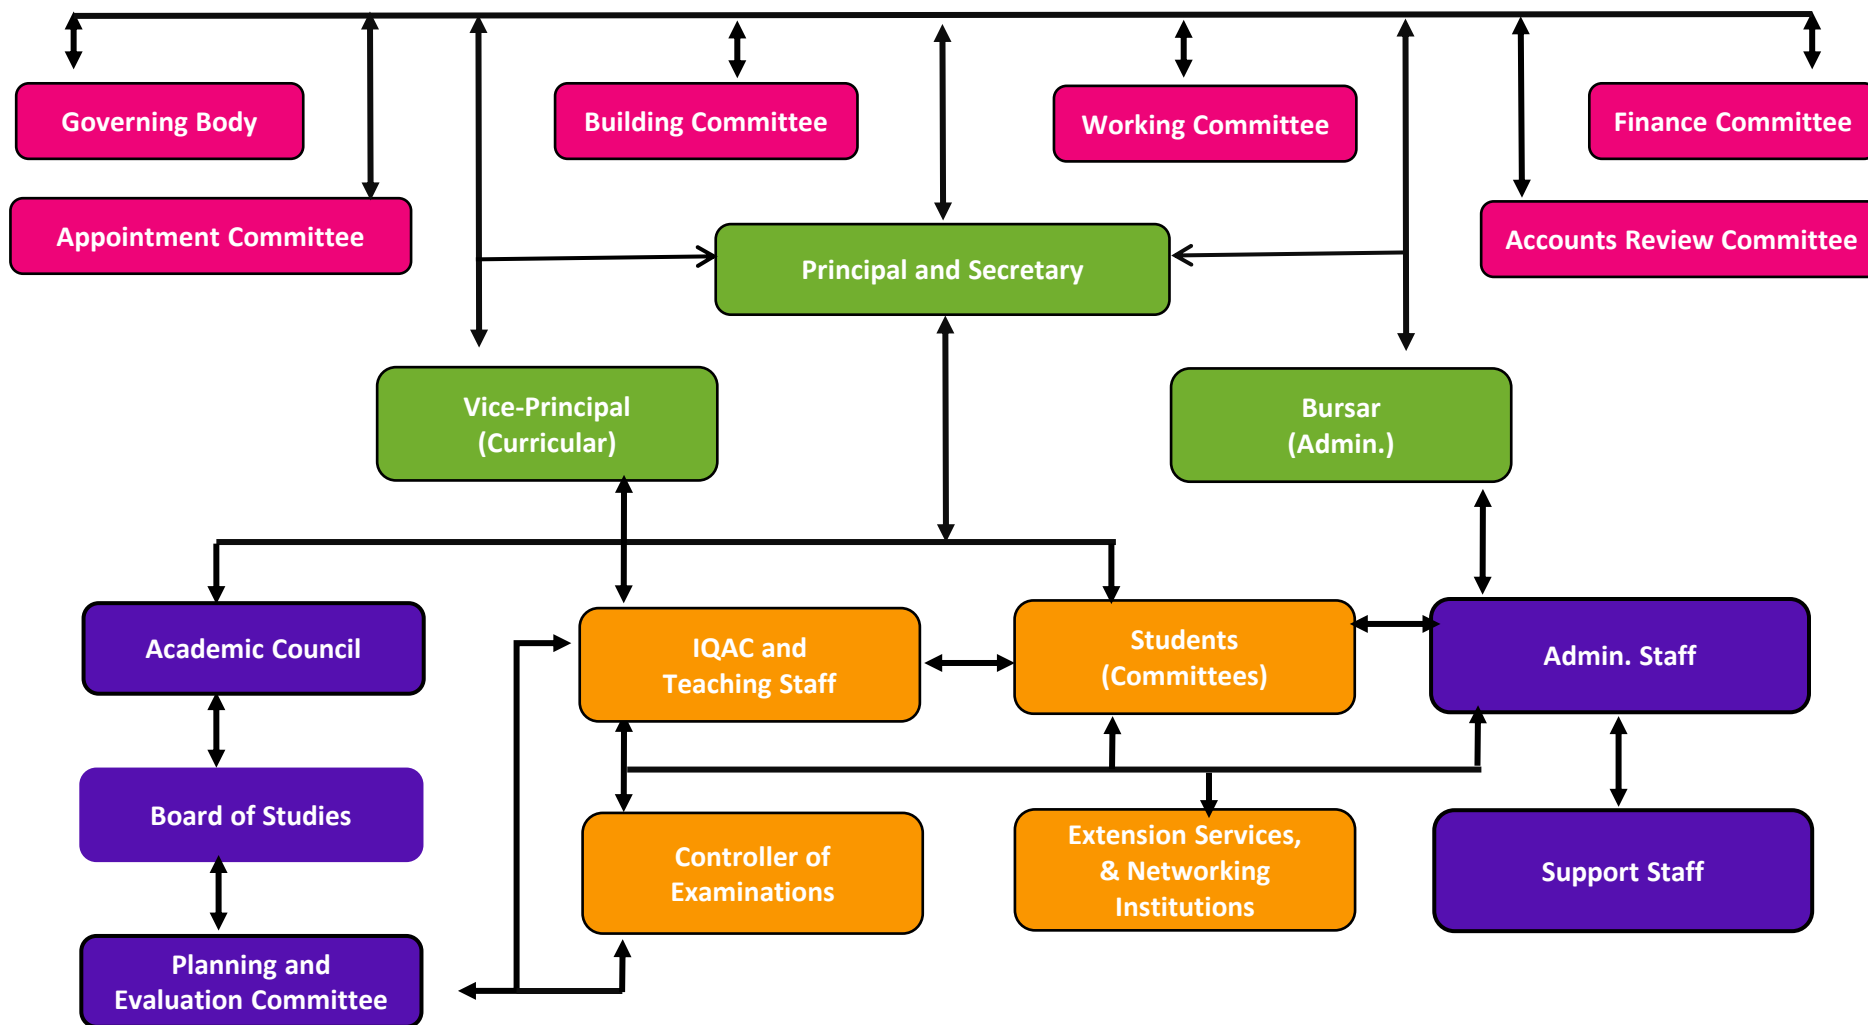 Governing Body
Building Committee
Working Committee
Finance Committee
Appointment Committee
Accounts Review Committee
Principal and Secretary
Vice-Principal
(Curricular)
Bursar
(Admin.)
Academic Council
IQAC and
Teaching Staff
Students
(Committees)
Admin. Staff
Board of Studies
Controller of
Examinations
Extension Services,
& Networking
Institutions
Support Staff
Planning and
Evaluation Committee